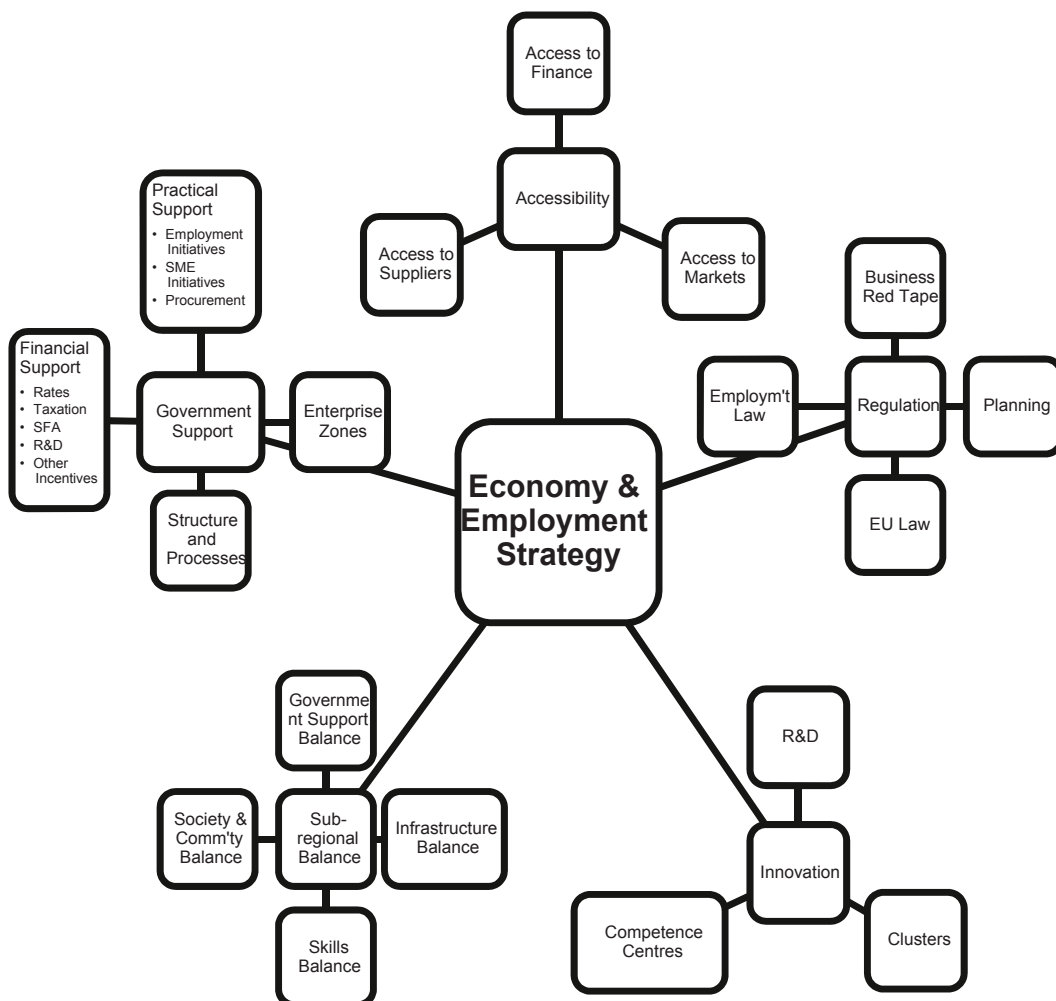 Access to
Finance
Accessibility
Access to
Suppliers
Access to
Markets
Practical
Support
• Employment
Initiatives
• SME
Initiatives
• Procurement
Financial
Support
• Rates
• Taxation
• SFA
• R&D
• Other
Incentives
Government
Support
Enterprise
Zones
Structure
and
Processes
Business
Red Tape
Employm't
Law
Regulation
Planning
EU Law
Economy &
Employment
Strategy
Governme
nt Support
Balance
Society &
Comm'ty
Balance
Sub-
regional
Balance
Infrastructure
Balance
Skills
Balance
R&D
Innovation
Competence
Centres
Clusters